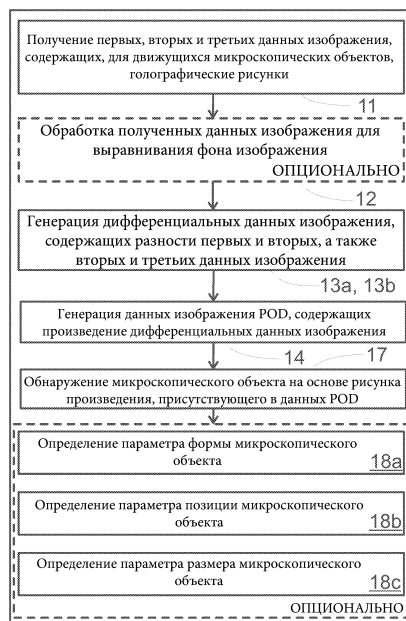 Получение первых, вторых и третьих данных изображения,
содержащих, для движущихся микроскопических объектов,
голографические рисунки
11
Обработка полученных данных изображения для
выравнивания фона изображения
ОПЦИОНАЛЬНО
12
Генерация дифференциальных данных изображения,
содержащих разности первых и вторых, а также
вторых и третьих данных изображения
13a, 13b
Генерация данных изображения POD, содержащих
произведение дифференциальных данных изображения
14
17
Обнаружение микроскопического объекта на основе рисунка
произведения, присутствующего в данных POD
Определение параметра формы микроскопического
объекта
18a
Определение параметра позиции микроскопического
объекта
18b
Определение параметра размера микроскопического
объекта
18c
ОПЦИОНАЛЬНО